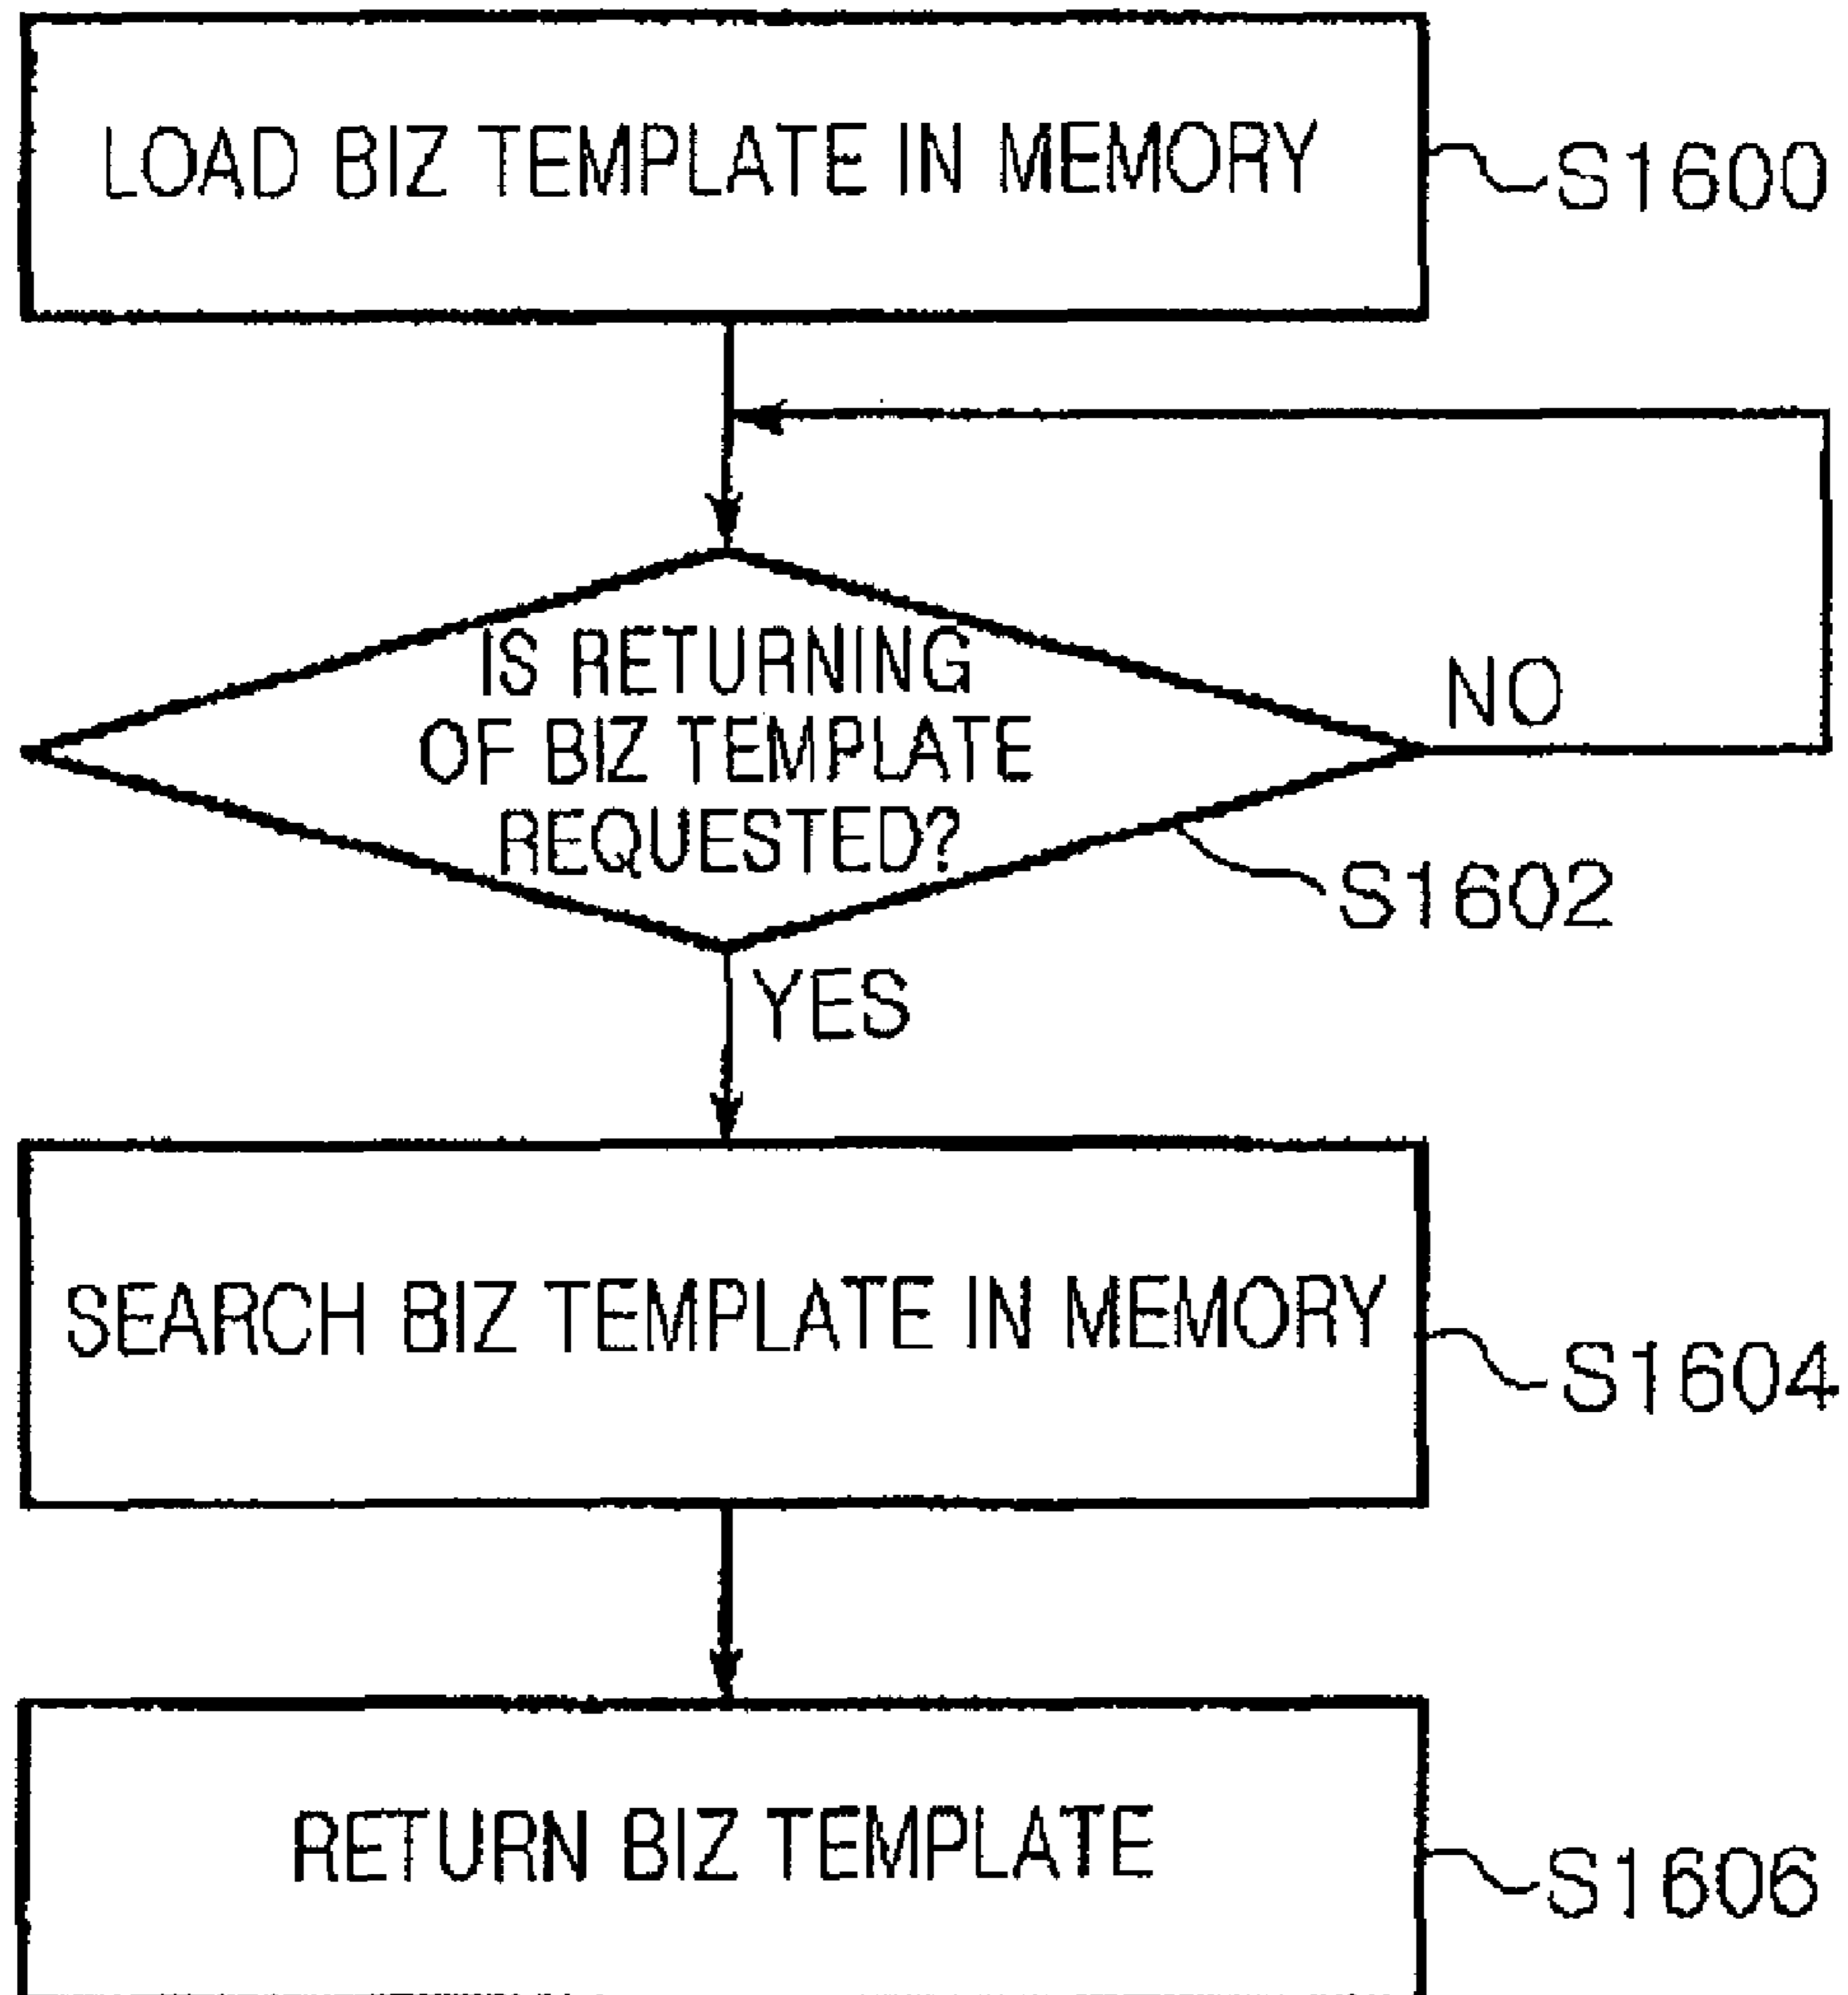 LOAD BIZ TEMPLATE IN MEMORY
S1600
IS RETURNING
OF BIZ TEMPLATE
REQUESTED?
NO
S1602
YES
SEARCH BIZ TEMPLATE IN MEMORY
S1604
RETURN BIZ TEMPLATE
S1606